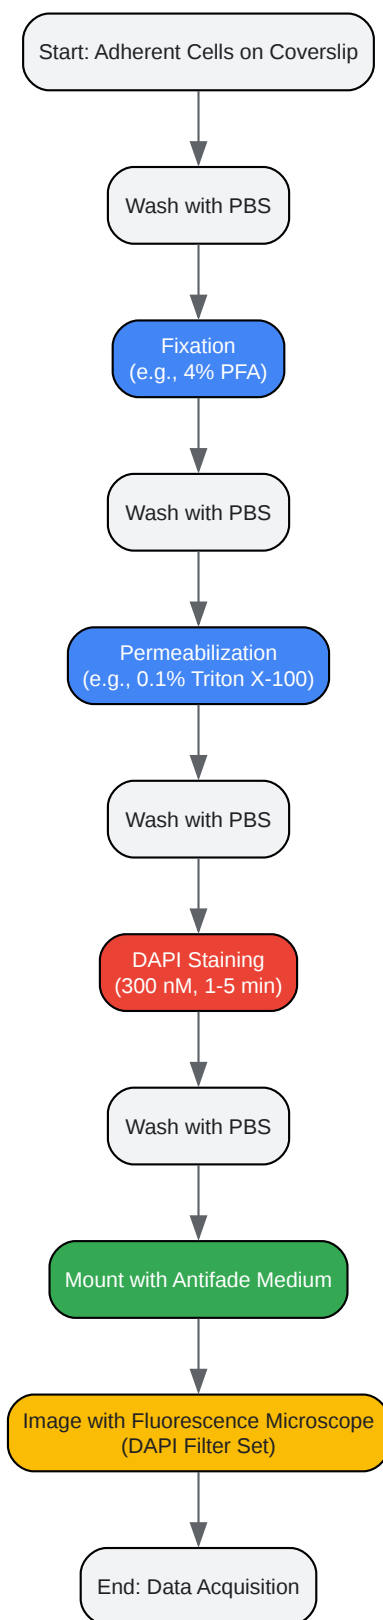 Start: Adherent Cells on Coverslip
Wash with PBS
Fixation
(e.g., 4% PFA)
Wash with PBS
Permeabilization
(e.g., 0.1% Triton X-100)
Wash with PBS
DAPI Staining
(300 nM, 1-5 min)
Wash with PBS
Mount with Antifade Medium
Image with Fluorescence Microscope
(DAPI Filter Set)
End: Data Acquisition